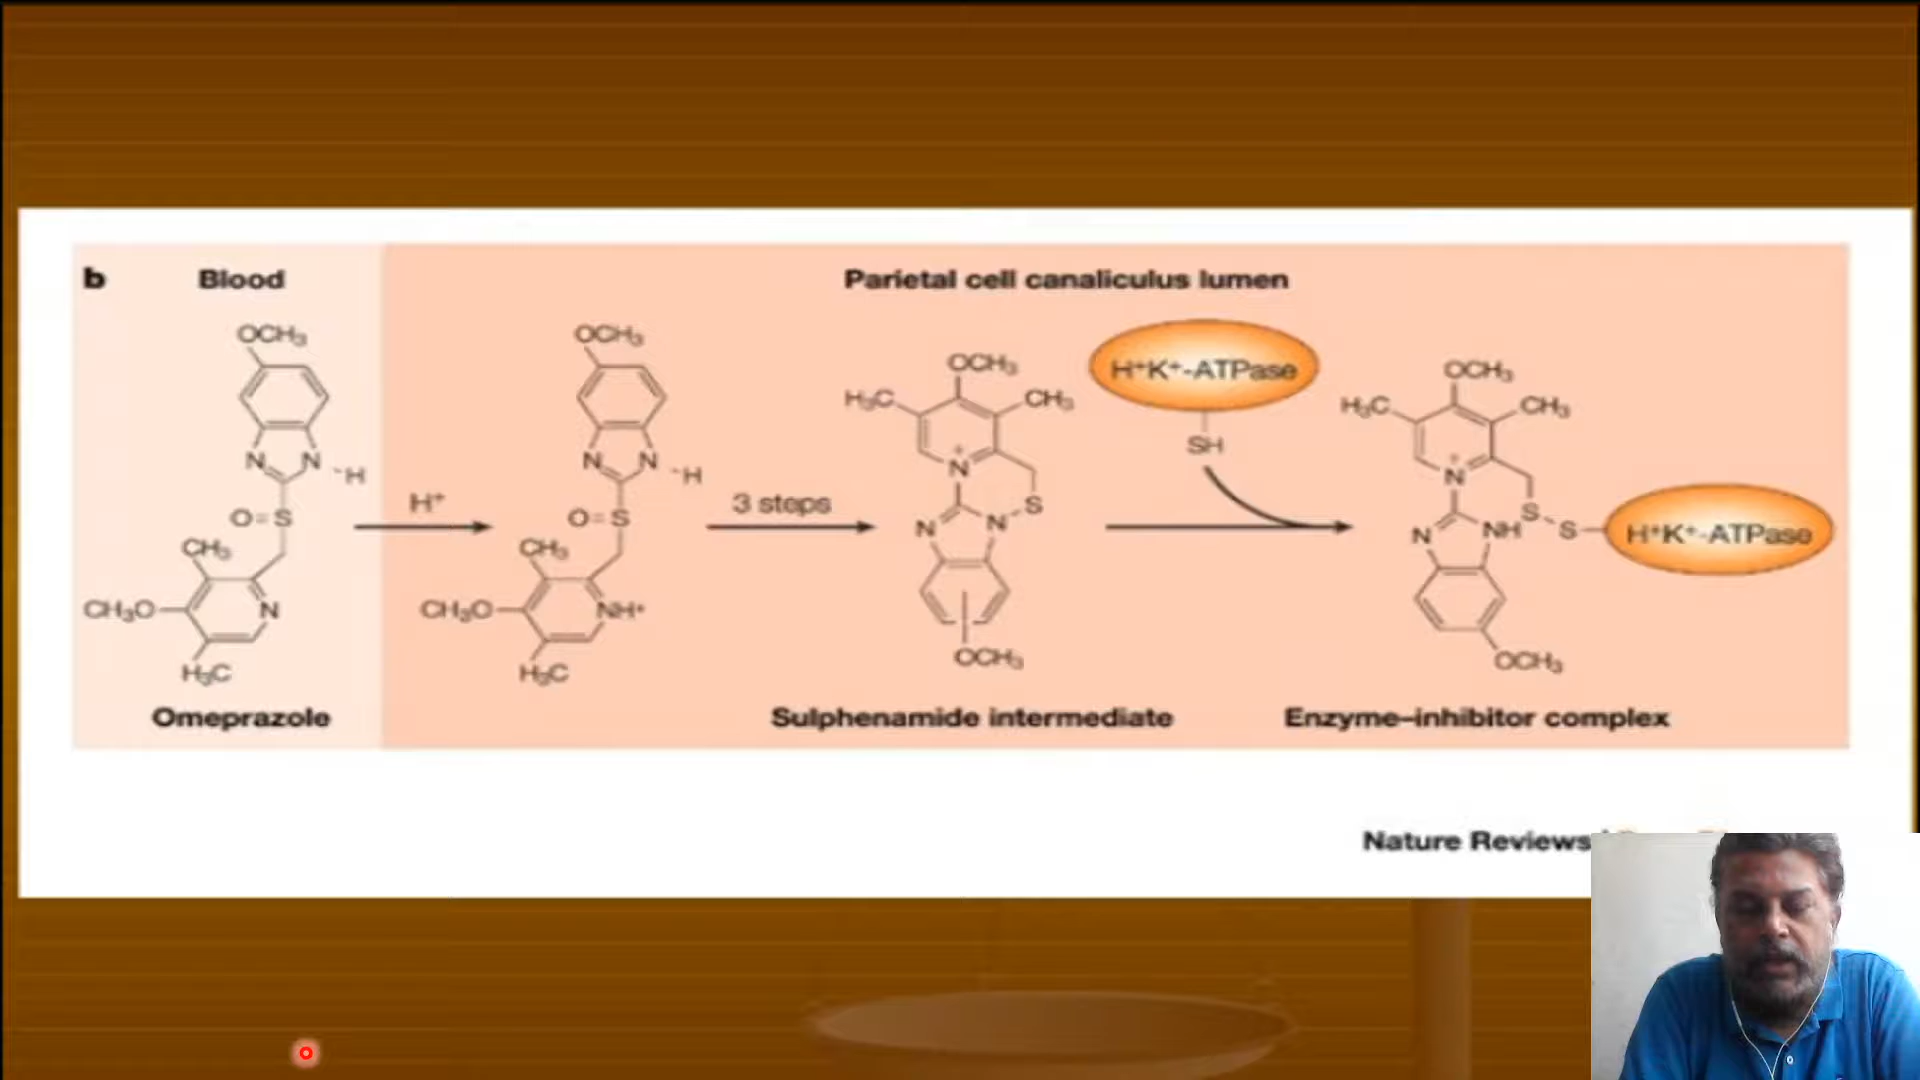 b Blood Parietal cell canaliculus lumen
OCH₃
N
N
-H
O=S
CH₃
CH₃O
N
H₃C
Omeprazole
H⁺
OCH₃
N
N
-H
O=S
CH₃
CH₃O
NH⁺
H₃C
3 steps
OCH₃
H₃C
CH₃
N
+
S
N
N
OCH₃
Sulphenamide intermediate
H⁺K⁺-ATPase
SH
OCH₃
H₃C
CH₃
N
+
N
NH
S
S
H⁺K⁺-ATPase
OCH₃
Enzyme–inhibitor complex
Nature Reviews